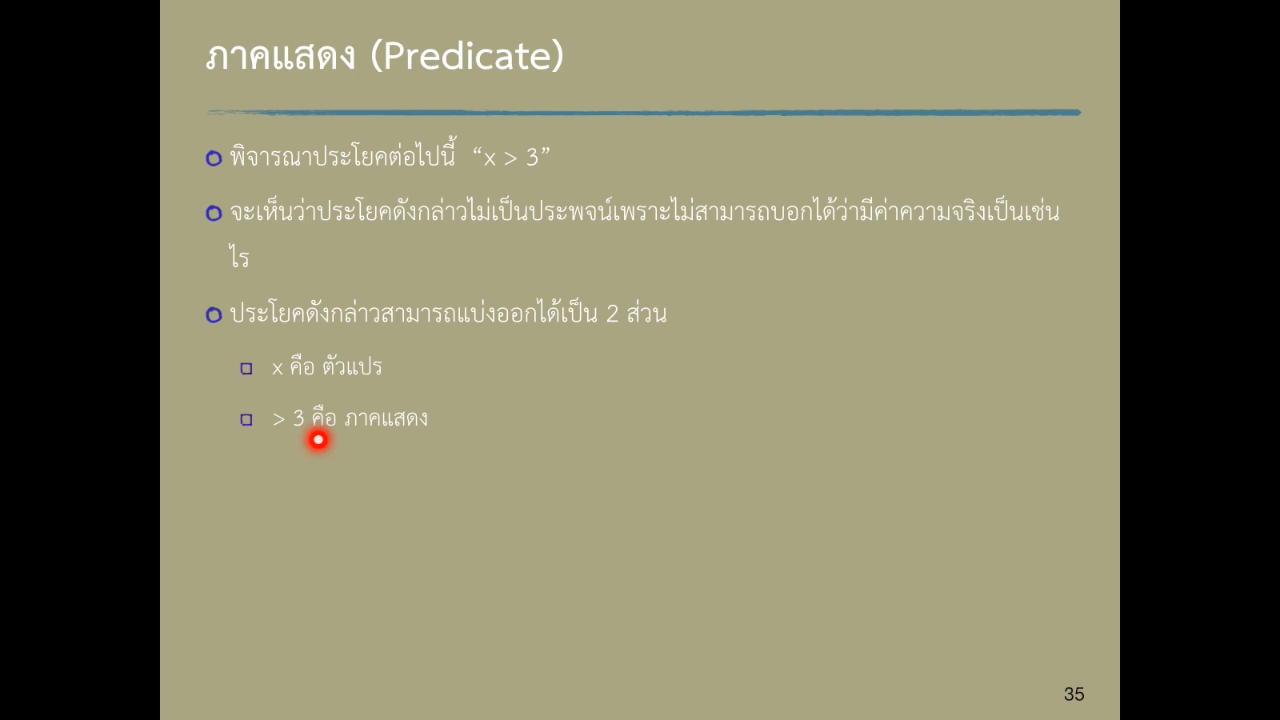 ภาคแสดง (Predicate)
พิจารณาประโยคต่อไปนี้ “x > 3”
จะเห็นว่าประโยคดังกล่าวไม่เป็นประพจน์เพราะไม่สามารถบอกได้ว่ามีค่าความจริงเป็นเช่น
ไร
ประโยคดังกล่าวสามารถแบ่งออกได้เป็น 2 ส่วน
x คือ ตัวแปร
> 3 คือ ภาคแสดง
35